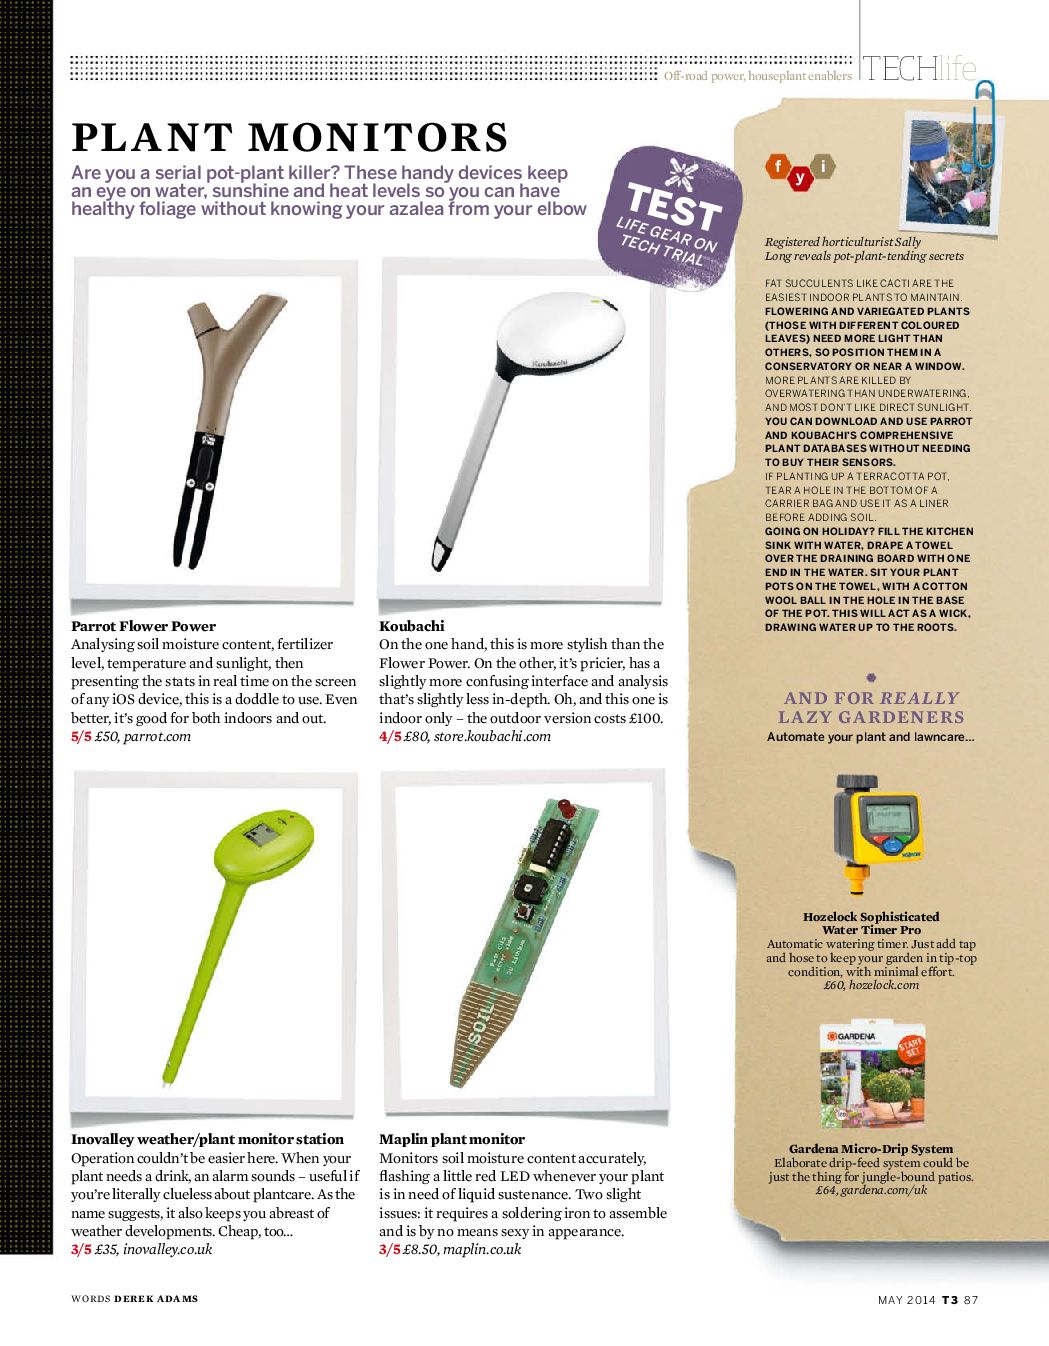 Off-road power, houseplant enablers
TECHlife
PLANT MONITORS
Are you a serial pot-plant killer? These handy devices keep
an eye on water, sunshine and heat levels so you can have
healthy foliage without knowing your azalea from your elbow
TEST
LIFE GEAR ON
TECH TRIAL
Koubachi
Parrot Flower Power
Analysing soil moisture content, fertilizer
level, temperature and sunlight, then
presenting the stats in real time on the screen
of any iOS device, this is a doddle to use. Even
better, it's good for both indoors and out.
5/5 £50, parrot.com
Koubachi
On the one hand, this is more stylish than the
Flower Power. On the other, it's pricier, has a
slightly more confusing interface and analysis
that's slightly less in-depth. Oh, and this one is
indoor only – the outdoor version costs £100.
4/5 £80, store.koubachi.com
SOIL
Inovalley weather/plant monitor station
Operation couldn't be easier here. When your
plant needs a drink, an alarm sounds – useful if
you're literally clueless about plantcare. As the
name suggests, it also keeps you abreast of
weather developments. Cheap, too...
3/5 £35, inovalley.co.uk
Maplin plant monitor
Monitors soil moisture content accurately,
flashing a little red LED whenever your plant
is in need of liquid sustenance. Two slight
issues: it requires a soldering iron to assemble
and is by no means sexy in appearance.
3/5 £8.50, maplin.co.uk
fyi
Registered horticulturist Sally
Long reveals pot-plant-tending secrets
FAT SUCCULENTS LIKE CACTI ARE THE
EASIEST INDOOR PLANTS TO MAINTAIN.
FLOWERING AND VARIEGATED PLANTS
(THOSE WITH DIFFERENT COLOURED
LEAVES) NEED MORE LIGHT THAN
OTHERS, SO POSITION THEM IN A
CONSERVATORY OR NEAR A WINDOW.
MORE PLANTS ARE KILLED BY
OVERWATERING THAN UNDERWATERING,
AND MOST DON'T LIKE DIRECT SUNLIGHT.
YOU CAN DOWNLOAD AND USE PARROT
AND KOUBACHI'S COMPREHENSIVE
PLANT DATABASES WITHOUT NEEDING
TO BUY THEIR SENSORS.
IF PLANTING UP A TERRACOTTA POT,
TEAR A HOLE IN THE BOTTOM OF A
CARRIER BAG AND USE IT AS A LINER
BEFORE ADDING SOIL.
GOING ON HOLIDAY? FILL THE KITCHEN
SINK WITH WATER, DRAPE A TOWEL
OVER THE DRAINING BOARD WITH ONE
END IN THE WATER. SIT YOUR PLANT
POTS ON THE TOWEL, WITH A COTTON
WOOL BALL IN THE HOLE IN THE BASE
OF THE POT. THIS WILL ACT AS A WICK,
DRAWING WATER UP TO THE ROOTS.
AND FOR REALLY
LAZY GARDENERS
Automate your plant and lawncare...
Hozelock Sophisticated
Water Timer Pro
Automatic watering timer. Just add tap
and hose to keep your garden in tip-top
condition, with minimal effort.
£60, hozelock.com
GARDENA
Micro-Drip-System
START
SET
Gardena Micro-Drip System
Elaborate drip-feed system could be
just the thing for jungle-bound patios.
£64, gardena.com/uk
WORDS DEREK ADAMS
MAY 2014 T3 87